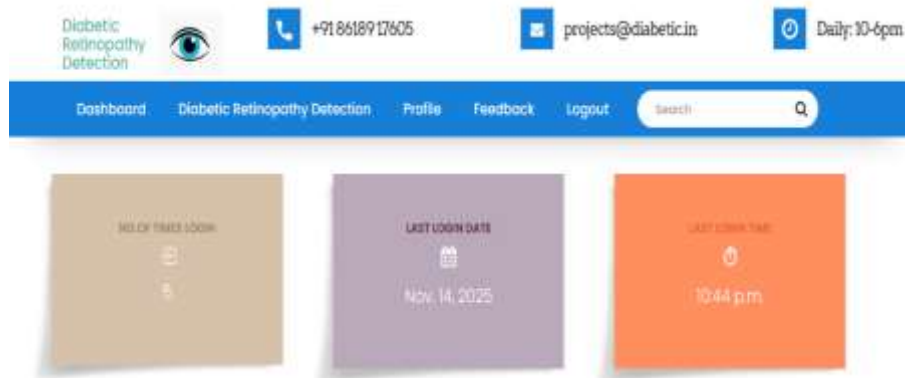 Diabetic
Retinopathy
Detection
+91 86189 17605
projects@diabetic.in
Daily: 10-6pm
Dashboard Diabetic Retinopathy Detection Profile Feedback Logout Search
NO.OF TIMES LOGIN
LAST LOGIN DATE
Nov. 14, 2025
LAST LOGIN TIME
10:44 p.m.